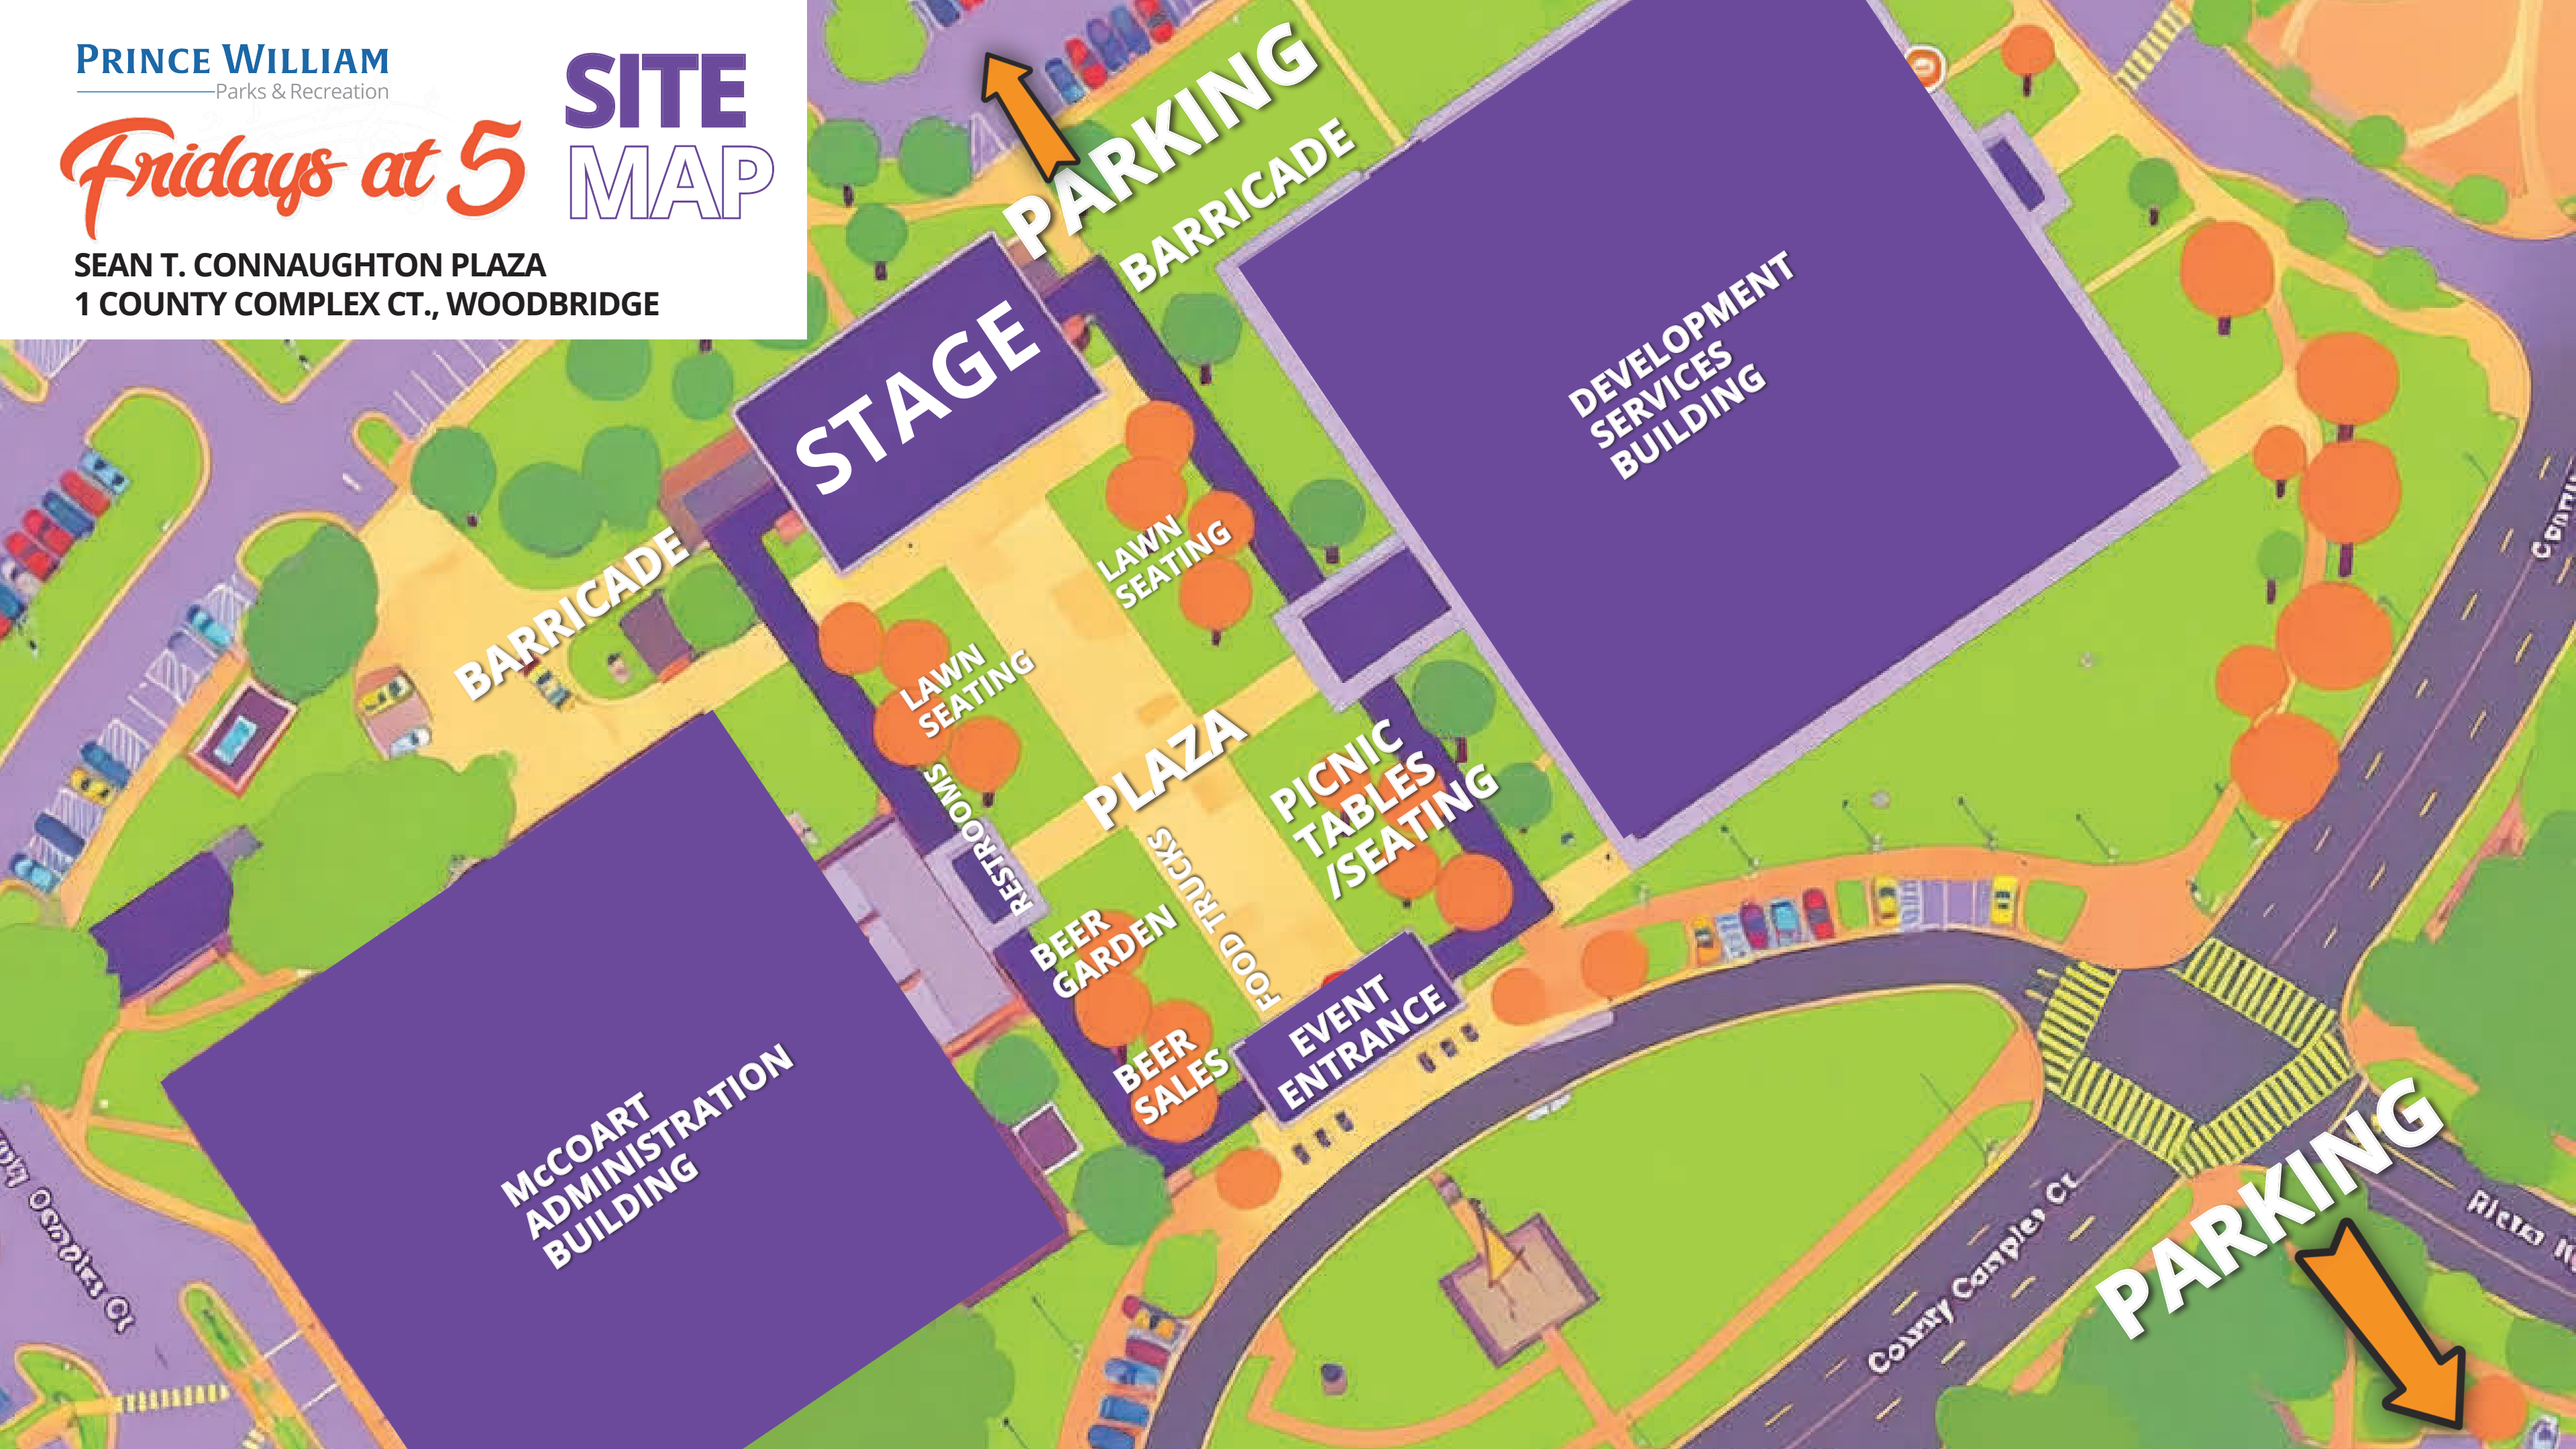 PRINCE WILLIAM
Parks & Recreation
Fridays at 5
SITE
MAP
SEAN T. CONNAUGHTON PLAZA
1 COUNTY COMPLEX CT., WOODBRIDGE
PARKING
BARRICADE
STAGE
DEVELOPMENT
SERVICES
BUILDING
BARRICADE
LAWN
SEATING
LAWN
SEATING
PLAZA
PICNIC
TABLES
/SEATING
RESTROOMS
FOOD TRUCKS
BEER
GARDEN
BEER
SALES
EVENT
ENTRANCE
McCOART
ADMINISTRATION
BUILDING
PARKING
Ct